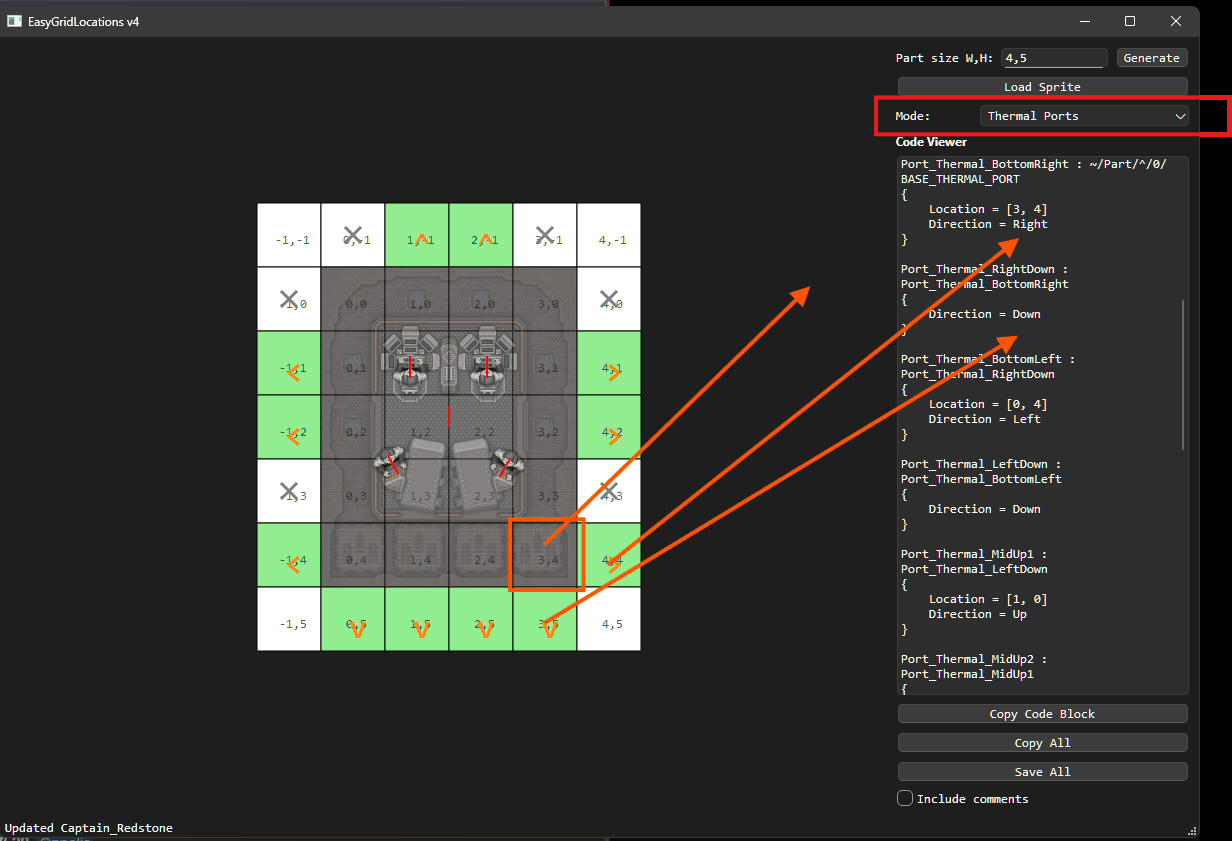 EasyGridLocations v4
Part size W,H: 4,5 Generate
Load Sprite
Mode: Thermal Ports
Code Viewer
Port_Thermal_BottomRight : ~/Part/^/0/
BASE_THERMAL_PORT
{
Location = [3, 4]
Direction = Right
}
Port_Thermal_RightDown :
Port_Thermal_BottomRight
{
Direction = Down
}
Port_Thermal_BottomLeft :
Port_Thermal_RightDown
{
Location = [0, 4]
Direction = Left
}
Port_Thermal_LeftDown :
Port_Thermal_BottomLeft
{
Direction = Down
}
Port_Thermal_MidUp1 :
Port_Thermal_LeftDown
{
Location = [1, 0]
Direction = Up
}
Port_Thermal_MidUp2 :
Port_Thermal_MidUp1
{
-1,-1 0,-1 1,-1 2,-1 3,-1 4,-1
-1,0 0,0 1,0 2,0 3,0 4,0
-1,1 0,1 3,1 4,1
-1,2 0,2 1,2 2,2 3,2 4,2
-1,3 0,3 1,3 2,3 3,3 4,3
-1,4 0,4 1,4 2,4 3,4 4,4
-1,5 0,5 1,5 2,5 3,5 4,5
Copy Code Block
Copy All
Save All
Include comments
Updated Captain_Redstone